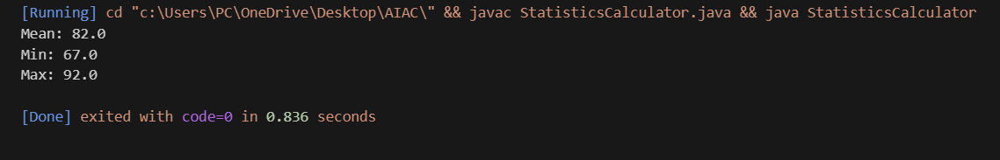 [Running] cd "c:\Users\PC\OneDrive\Desktop\AIAC\" && javac StatisticsCalculator.java && java StatisticsCalculator
Mean: 82.0
Min: 67.0
Max: 92.0
[Done] exited with code=0 in 0.836 seconds